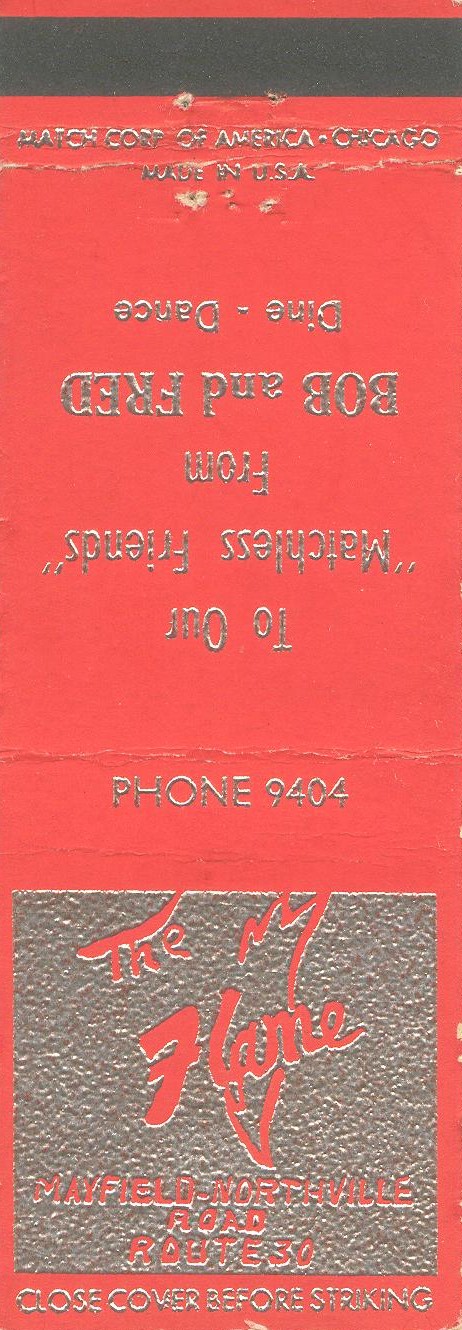 MATCH CORP. OF AMERICA • CHICAGO
MADE IN U.S.A.
To Our
"Matchless Friends"
From
BOB and FRED
Dine - Dance
PHONE 9404
The
Flame
MAYFIELD-NORTHVILLE
ROAD
ROUTE 30
CLOSE COVER BEFORE STRIKING